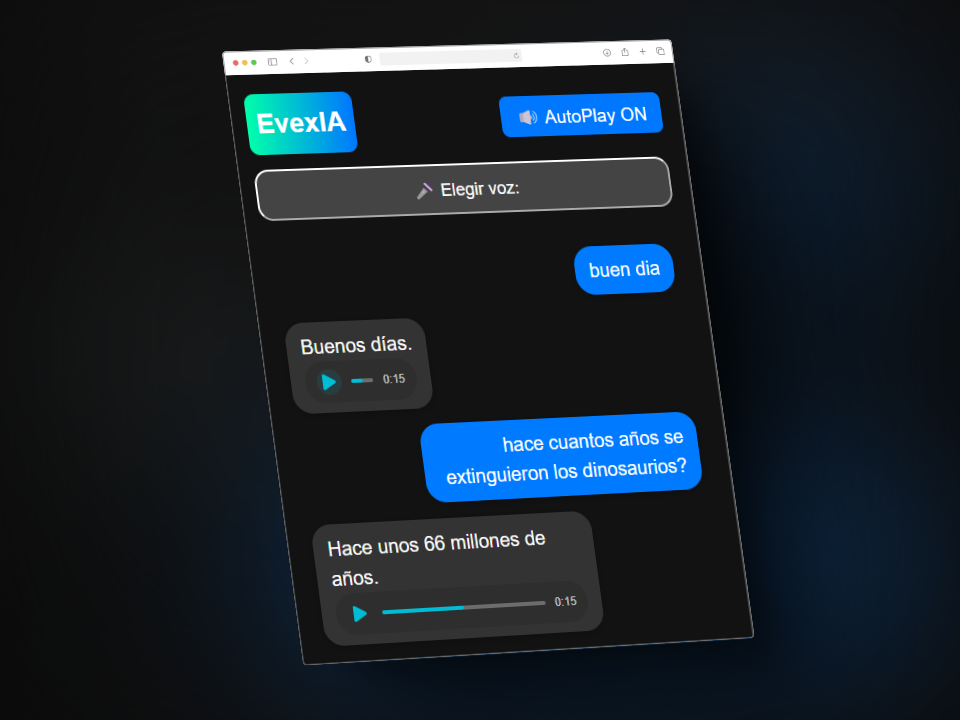 EvexIA
AutoPlay ON
Elegir voz:
buen dia
Buenos días.
0:15
hace cuantos años se
extinguieron los dinosaurios?
Hace unos 66 millones de
años.
0:15